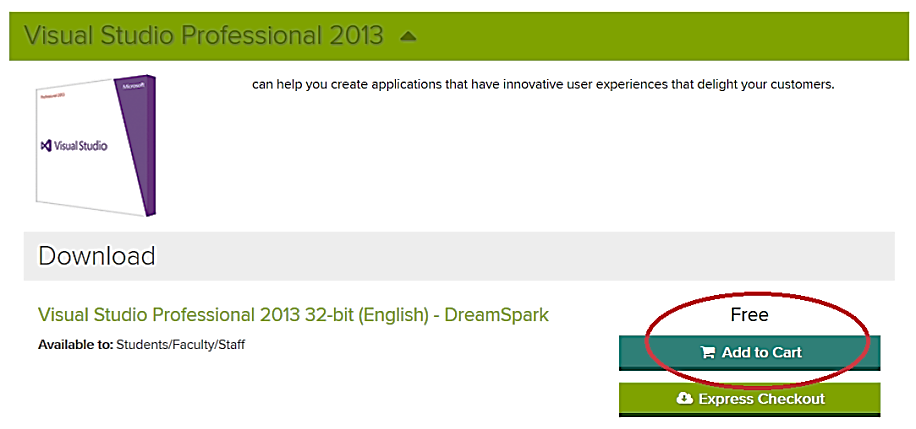 Visual Studio Professional 2013
can help you create applications that have innovative user experiences that delight your customers.
Professional 2013
Microsoft
Visual Studio
Download
Visual Studio Professional 2013 32-bit (English) - DreamSpark
Free
Available to: Students/Faculty/Staff
Add to Cart
Express Checkout